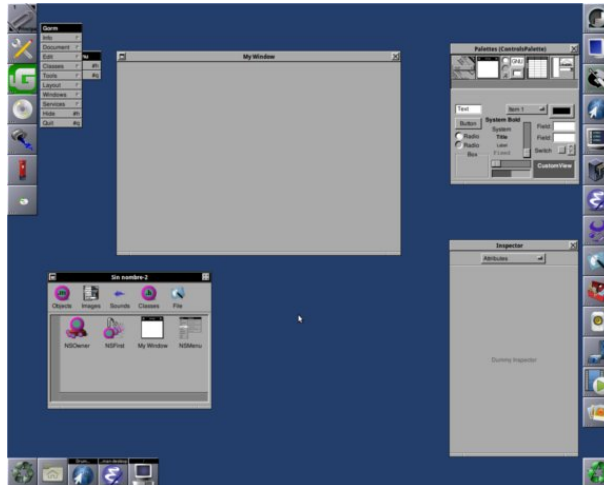 Gorm
Info
Document
Edit
Classes #h
Tools #q
Layout
Windows
Services
Hide #h
Quit #q
My Window
Palettes (ControlsPalette)
Text
Item 1
Button
System Bold
System
Field:
Radio
Title
Field:
Radio
Label
Switch
Box
CustomView
Inspector
Attributes
Dummy Inspector
Sin nombre-2
Objects Images Sounds Classes File
NSOwner NSFirst My Window NSMenu